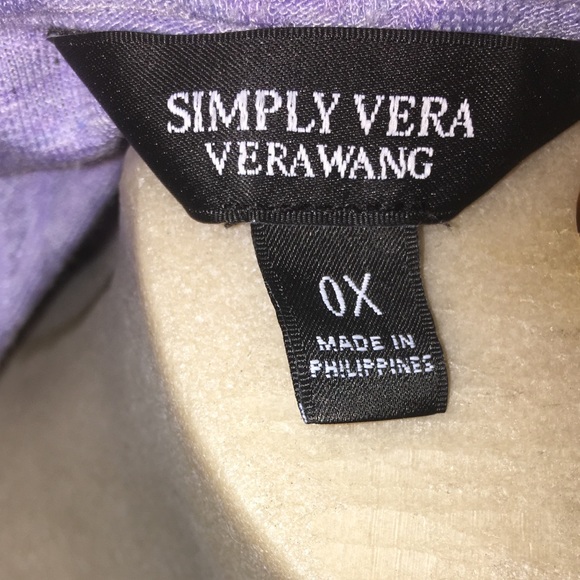 SIMPLY VERA
VERAWANG
0X
MADE IN
PHILIPPINES